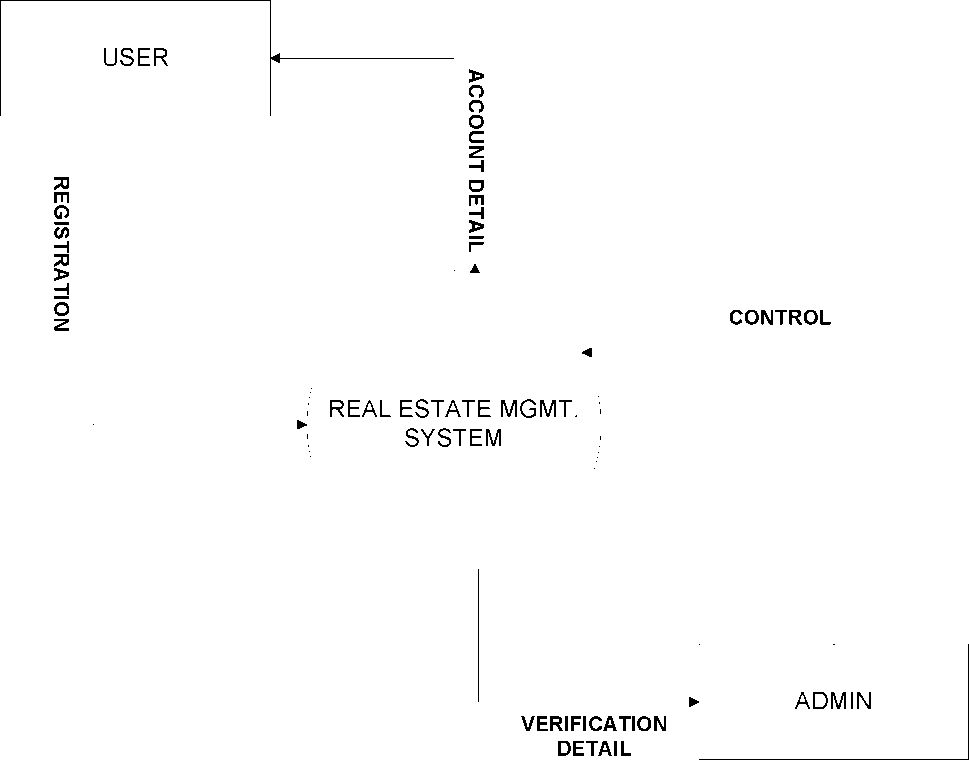 USER
ACCOUNT DETAIL
REGISTRATION
CONTROL
REAL ESTATE MGMT.
SYSTEM
ADMIN
VERIFICATION
DETAIL